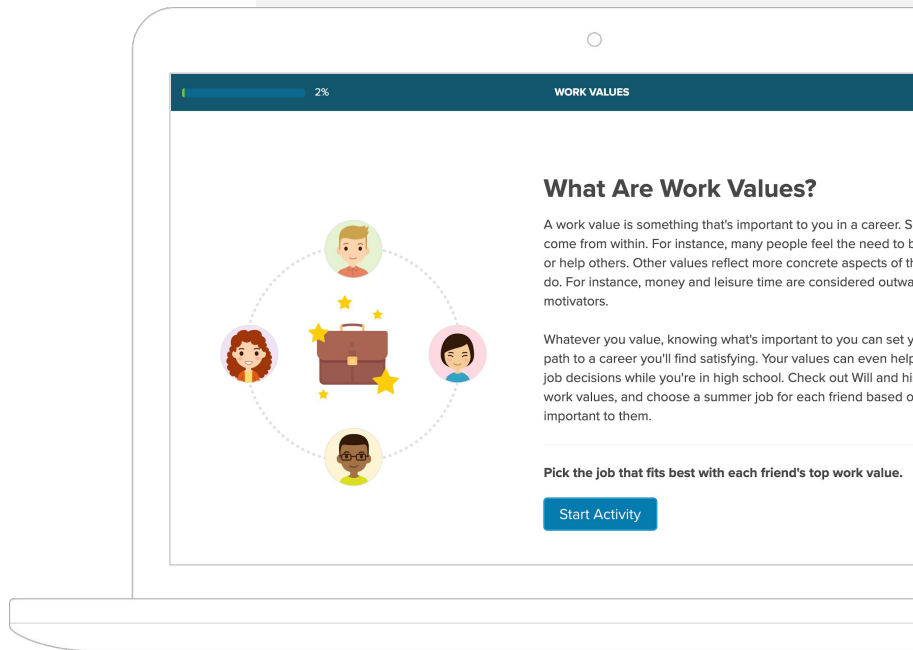 2%
WORK VALUES
What Are Work Values?
A work value is something that's important to you in a career. S
come from within. For instance, many people feel the need to b
or help others. Other values reflect more concrete aspects of th
do. For instance, money and leisure time are considered outwa
motivators.
Whatever you value, knowing what's important to you can set y
path to a career you'll find satisfying. Your values can even help
job decisions while you're in high school. Check out Will and hi
work values, and choose a summer job for each friend based o
important to them.
Pick the job that fits best with each friend's top work value.
Start Activity